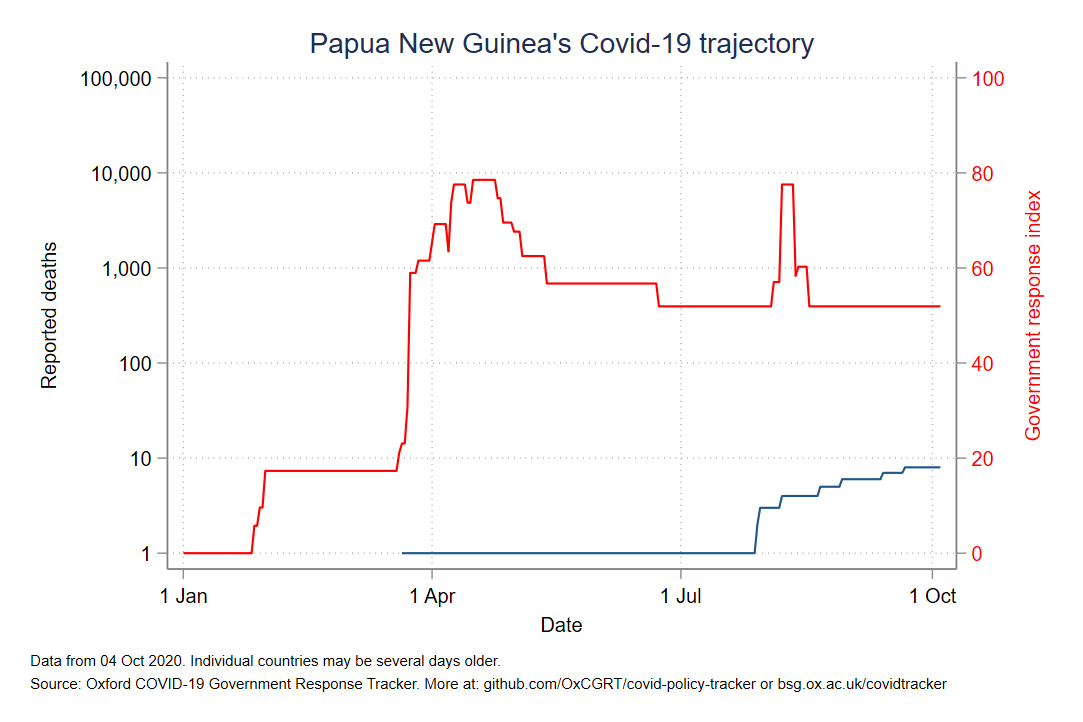 Papua New Guinea's Covid-19 trajectory
100,000
10,000
1,000
100
10
1
Reported deaths
100
80
60
40
20
0
Government response index
1 Jan
1 Apr
1 Jul
1 Oct
Date
Data from 04 Oct 2020. Individual countries may be several days older.
Source: Oxford COVID-19 Government Response Tracker. More at: github.com/OxCGRT/covid-policy-tracker or bsg.ox.ac.uk/covidtracker